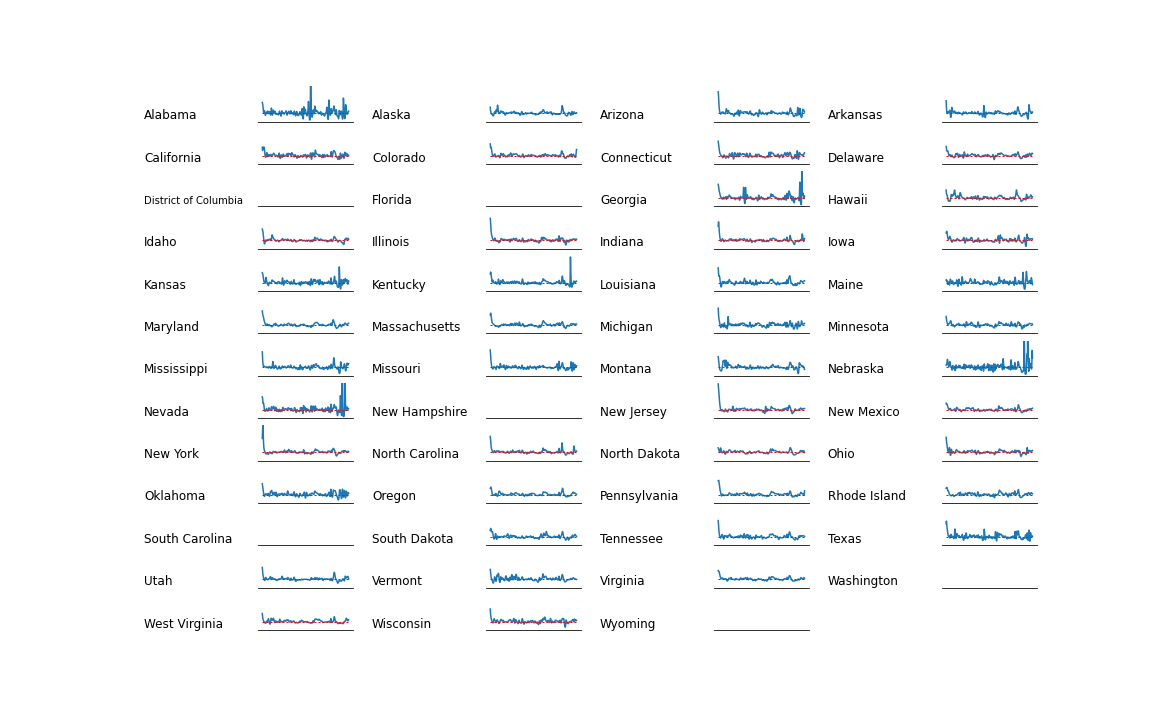 Alabama Alaska Arizona Arkansas
California Colorado Connecticut Delaware
District of Columbia Florida Georgia Hawaii
Idaho Illinois Indiana Iowa
Kansas Kentucky Louisiana Maine
Maryland Massachusetts Michigan Minnesota
Mississippi Missouri Montana Nebraska
Nevada New Hampshire New Jersey New Mexico
New York North Carolina North Dakota Ohio
Oklahoma Oregon Pennsylvania Rhode Island
South Carolina South Dakota Tennessee Texas
Utah Vermont Virginia Washington
West Virginia Wisconsin Wyoming